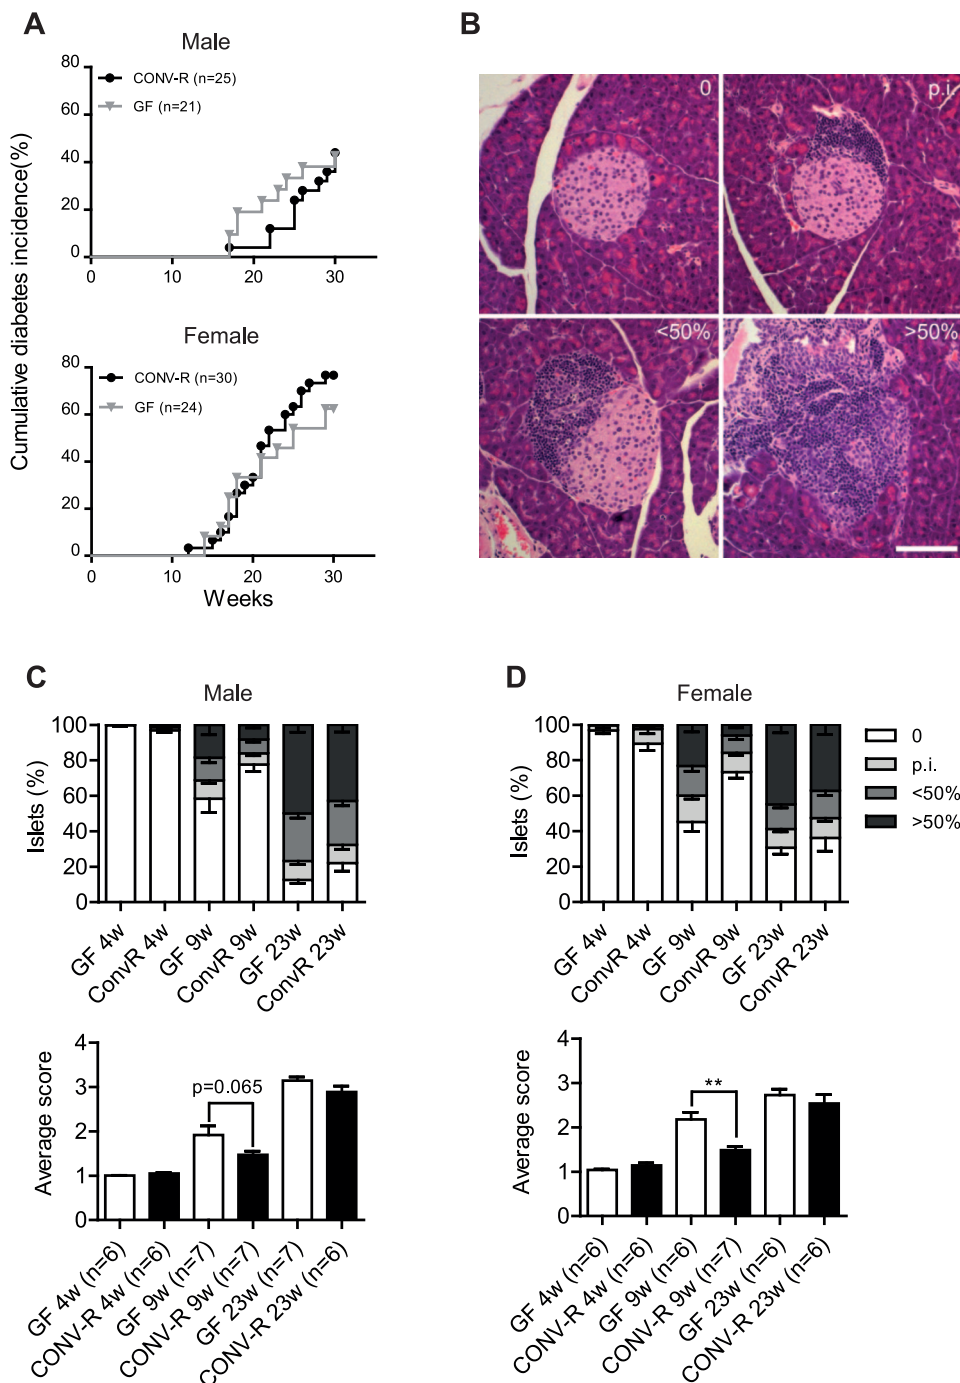 A
Male
Cumulative diabetes incidence(%)
80
60
40
20
0
CONV-R (n=25)
GF (n=21)
0 10 20 30
Female
80
60
40
20
0
CONV-R (n=30)
GF (n=24)
0 10 20 30
Weeks
B
0
p.i.
<50%
>50%
C
Male
Islets (%)
100
80
60
40
20
0
GF 4w
ConvR 4w
GF 9w
ConvR 9w
GF 23w
ConvR 23w
Average score
4
3
2
1
0
p=0.065
GF 4w (n=6)
CONV-R 4w (n=6)
GF 9w (n=7)
CONV-R 9w (n=7)
GF 23w (n=7)
CONV-R 23w (n=6)
D
Female
Islets (%)
100
80
60
40
20
0
GF 4w
ConvR 4w
GF 9w
ConvR 9w
GF 23w
ConvR 23w
0
p.i.
<50%
>50%
Average score
4
3
2
1
0
**
GF 4w (n=6)
CONV-R 4w (n=6)
GF 9w (n=6)
CONV-R 9w (n=7)
GF 23w (n=6)
CONV-R 23w (n=6)